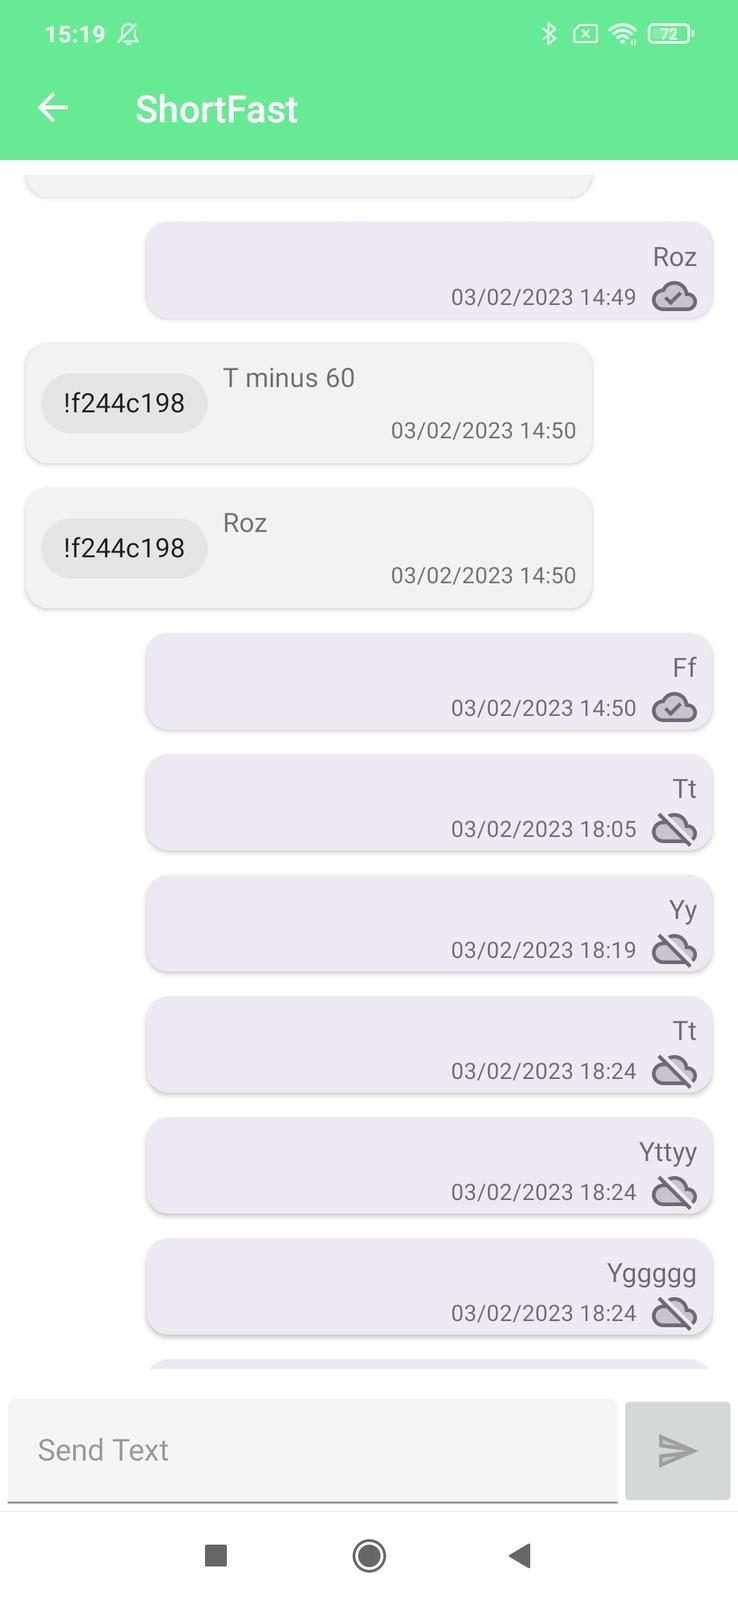 15:19
72
ShortFast
Roz
03/02/2023 14:49
T minus 60
!f244c198
03/02/2023 14:50
Roz
!f244c198
03/02/2023 14:50
Ff
03/02/2023 14:50
Tt
03/02/2023 18:05
Yy
03/02/2023 18:19
Tt
03/02/2023 18:24
Yttyy
03/02/2023 18:24
Yggggg
03/02/2023 18:24
Send Text